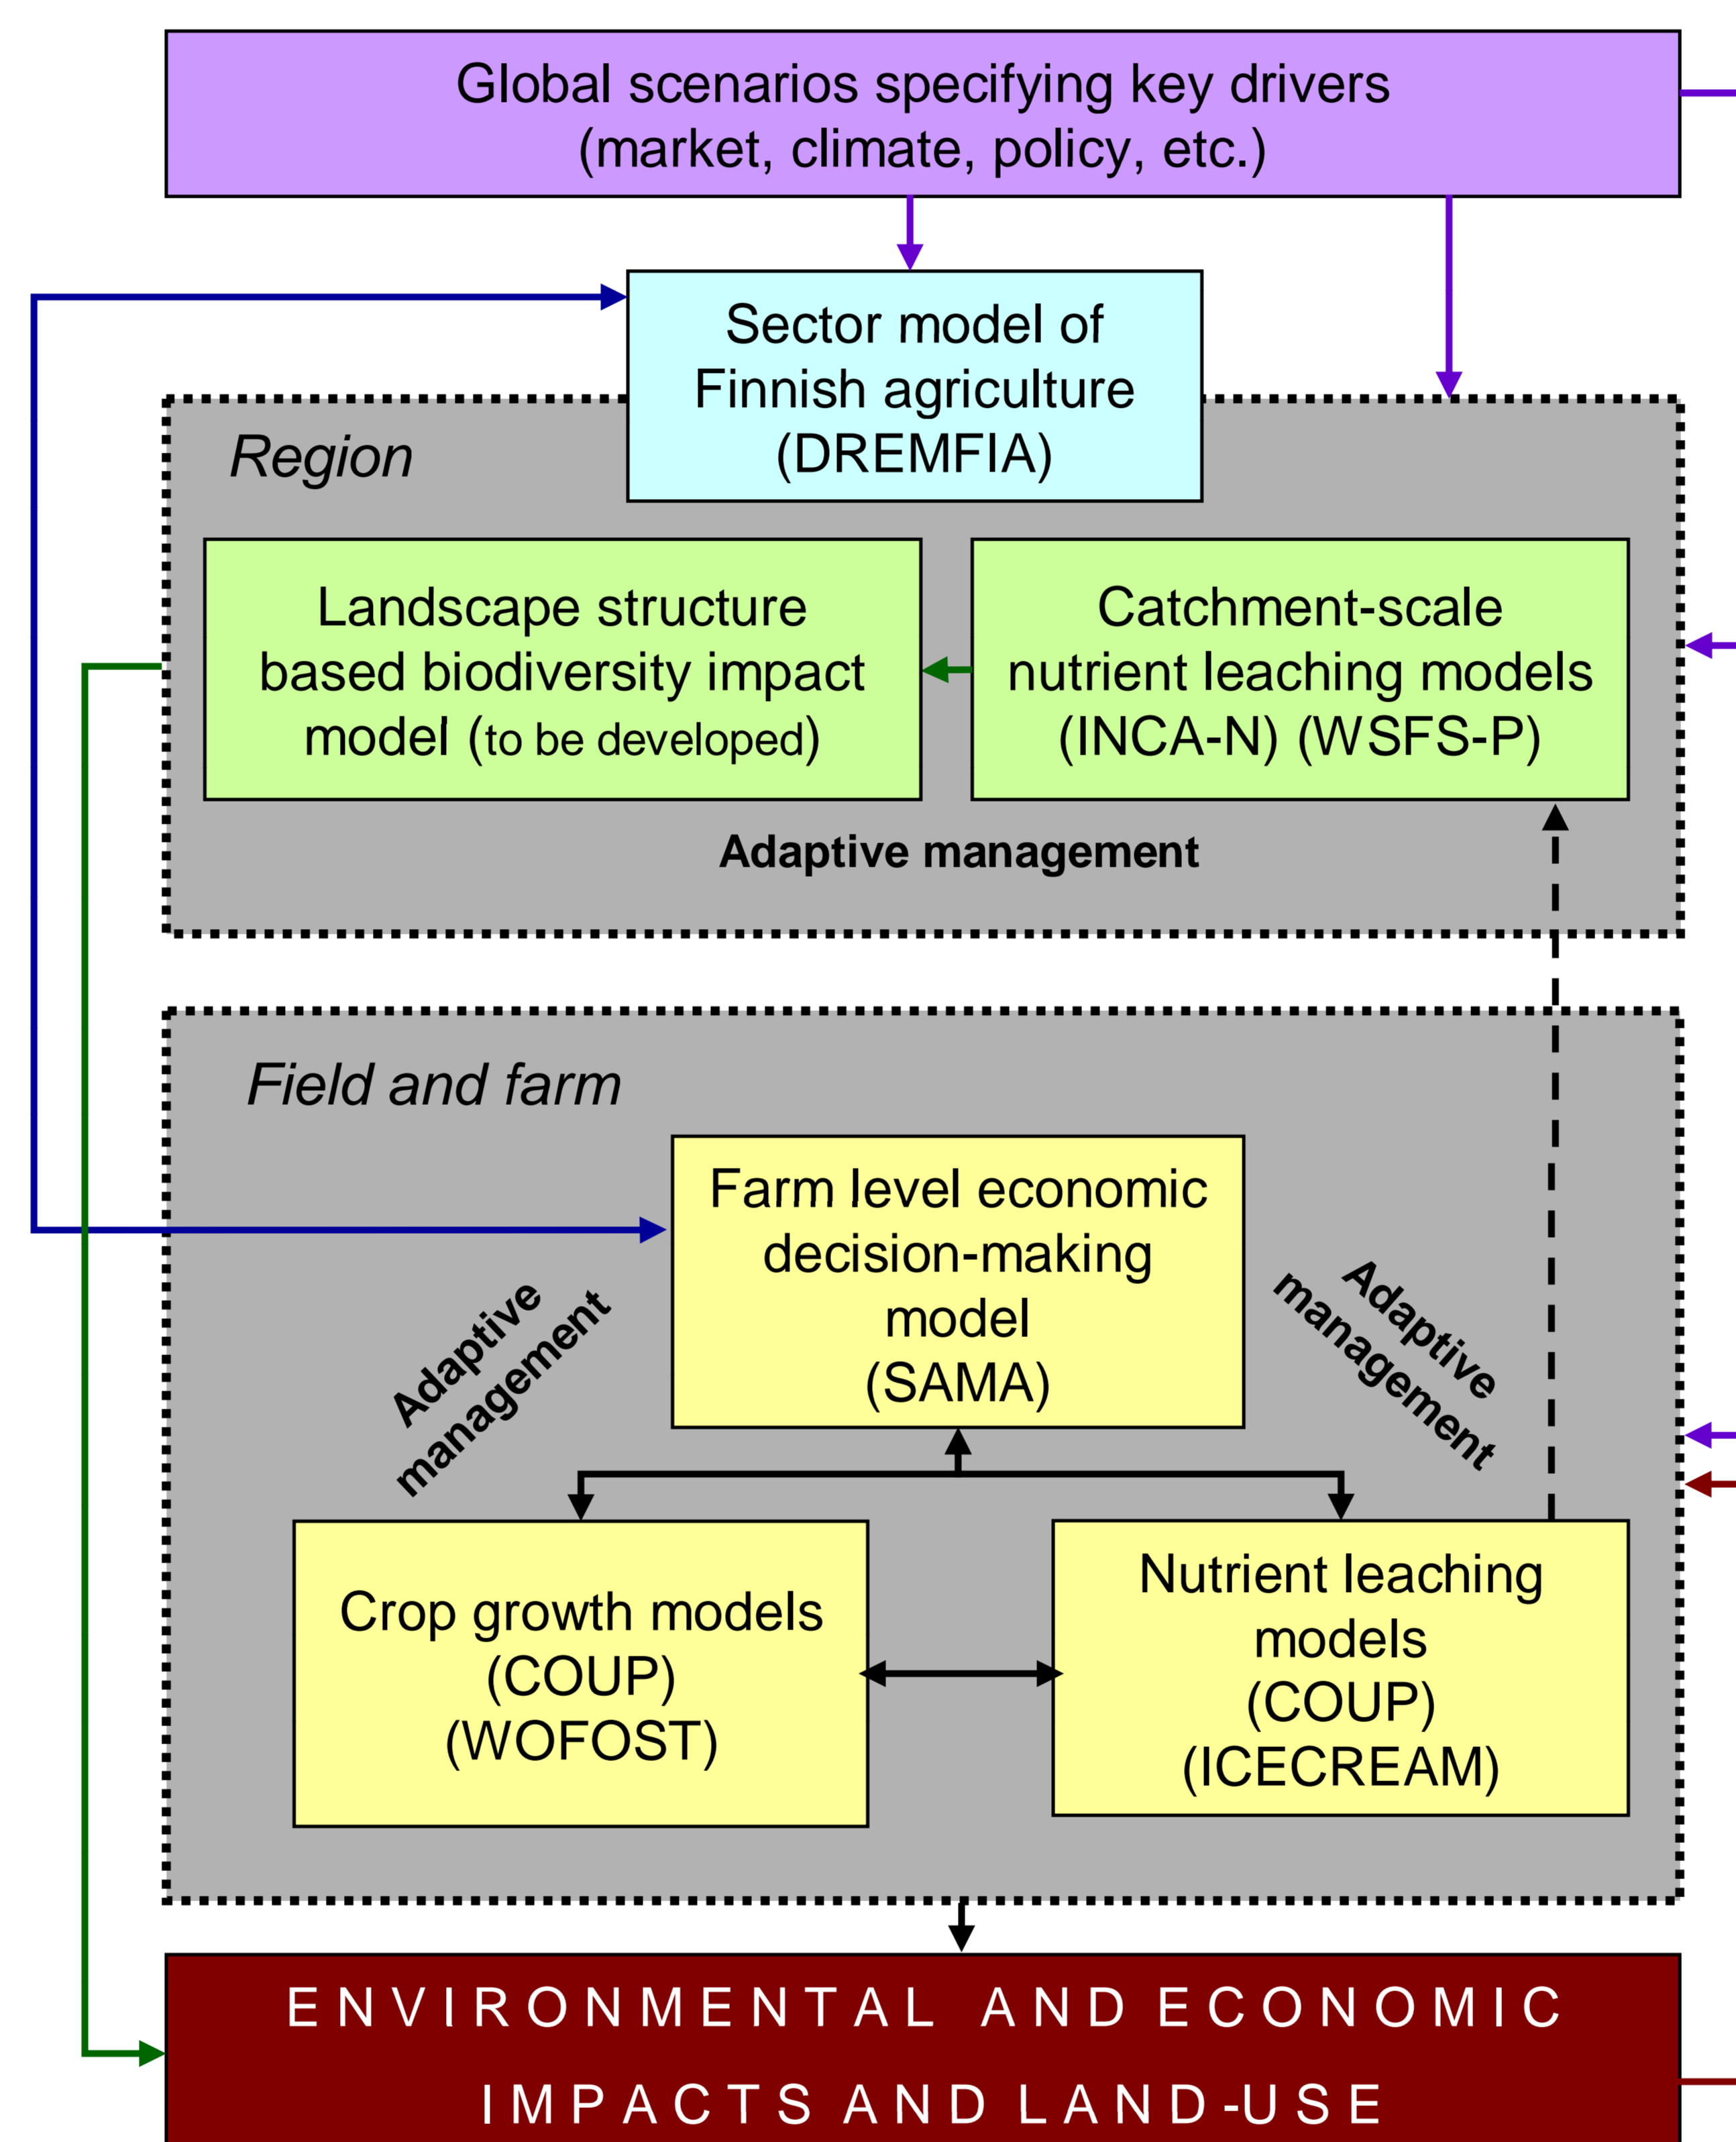 Global scenarios specifying key drivers
(market, climate, policy, etc.)
Sector model of
Finnish agriculture
(DREMFIA)
Region
Landscape structure
based biodiversity impact
model (to be developed)
Catchment-scale
nutrient leaching models
(INCA-N) (WSFS-P)
Adaptive management
Field and farm
Farm level economic
decision-making
model
(SAMA)
Adaptive
management
Adaptive
management
Crop growth models
(COUP)
(WOFOST)
Nutrient leaching
models
(COUP)
(ICECREAM)
ENVIRONMENTAL AND ECONOMIC
IMPACTS AND LAND-USE